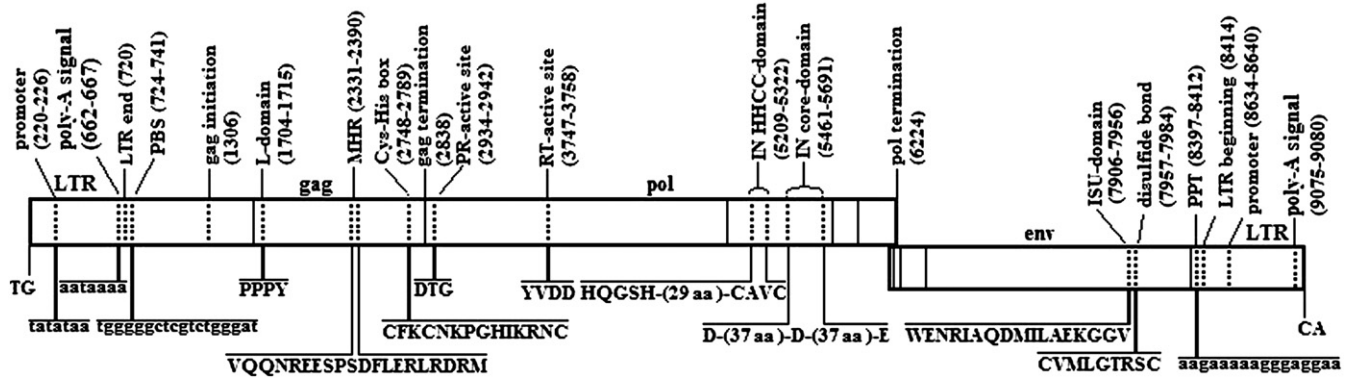 promoter
(220-226)
poly-A signal
(662-667)
LTR end (720)
PBS (724-741)
gag initiation
(1306)
L-domain
(1704-1715)
MHR (2331-2390)
Cys-His box
(2748-2789)
gag termination
(2838)
PR-active site
(2934-2942)
RT-active site
(3747-3758)
IN HHCC-domain
(5209-5322)
IN core-domain
(5461-5691)
pol termination
(6224)
ISU-domain
(7906-7956)
disulfide bond
(7957-7984)
PPT (8397-8412)
LTR beginning (8414)
promoter (8634-8640)
poly-A signal
(9075-9080)
LTR
gag
pol
env
LTR
TG
aataaaa
PPPY
DTG
YVDD
HQGSH-(29 aa)-CAVC
tatataa
tgggggctcgtctgggat
CFKCNKPGHIKRNC
D-(37 aa)-D-(37 aa)-E
WENRIAQDMILAEKGGV
CA
VQQNREESPSDFLERLRDRM
CVMLGTRSC
aagaaaaagggaggaa